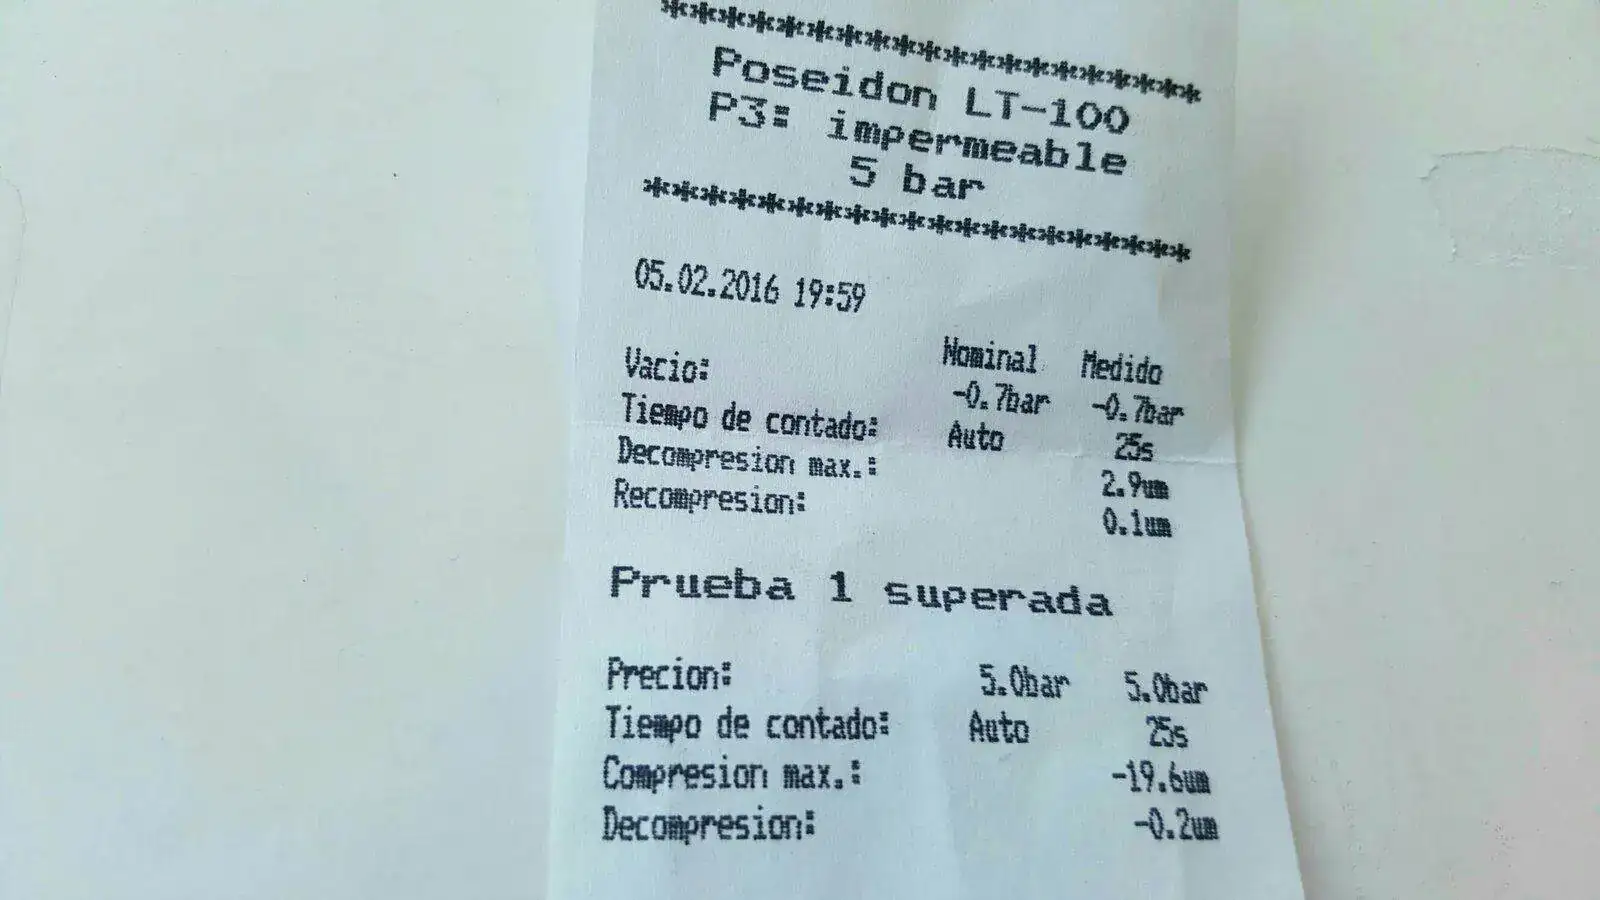 **************************
Poseidon LT-100
P3: impermeable
5 bar
**************************
05.02.2016 19:59
Nominal Medido
Vacio: -0.7bar -0.7bar
Tiempo de contado: Auto 25s
Decompresion max.: 2.9um
Recompresion: 0.1um
Prueba 1 superada
Precion: 5.0bar 5.0bar
Tiempo de contado: Auto 25s
Compresion max.: -19.6um
Decompresion: -0.2um